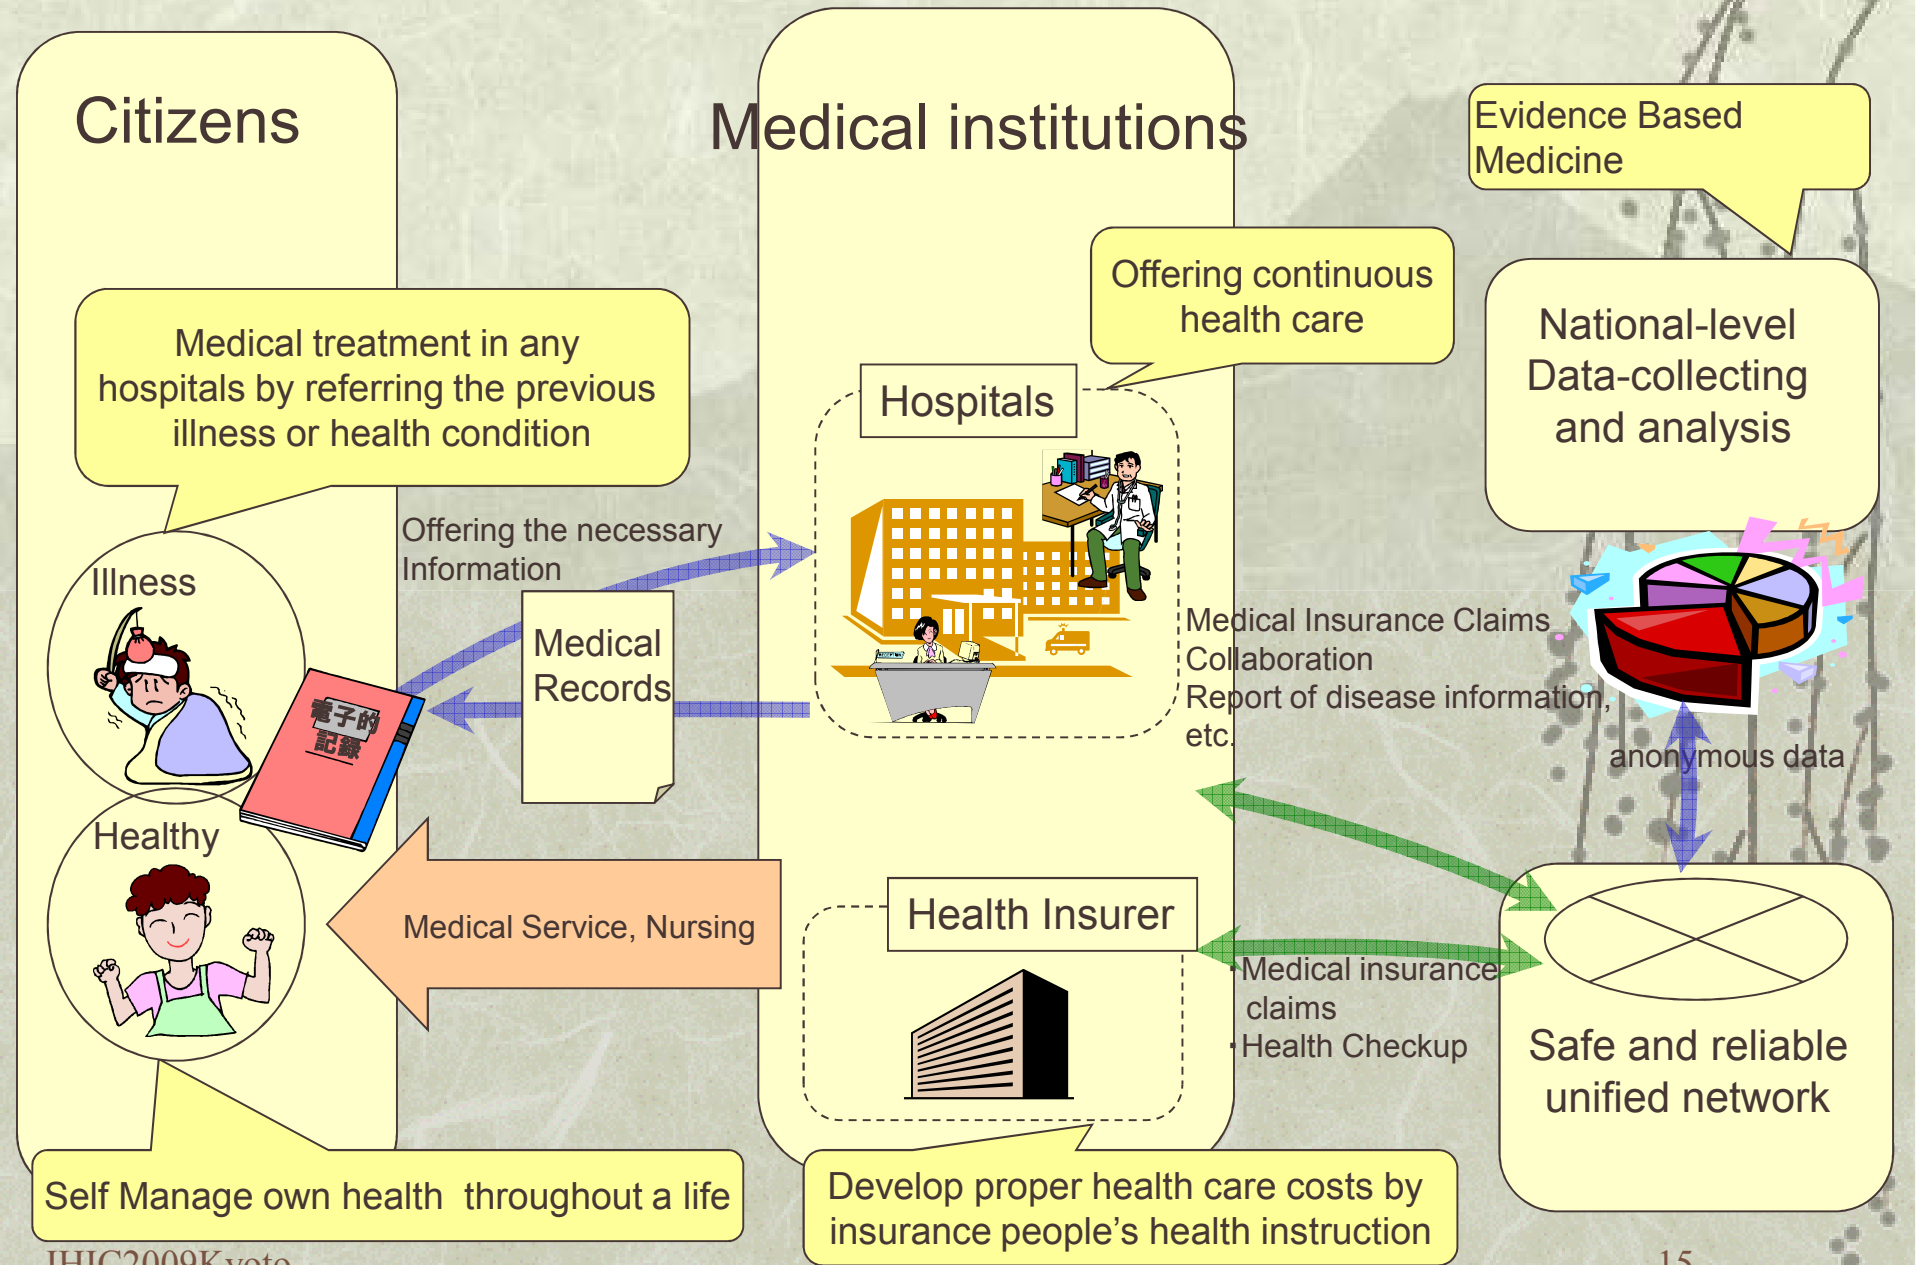 Citizens
Medical institutions
Evidence Based
Medicine
Offering continuous
health care
National-level
Data-collecting
and analysis
Medical treatment in any
hospitals by referring the previous
illness or health condition
Hospitals
Offering the necessary
Information
Illness
Medical
Records
電子的
記録
Medical Insurance Claims
Collaboration
Report of disease information,
etc.
anonymous data
Healthy
Medical Service, Nursing
Health Insurer
・Medical insurance
claims
・Health Checkup
Safe and reliable
unified network
Self Manage own health throughout a life
Develop proper health care costs by
insurance people's health instruction
IHIC2009Kyoto
15